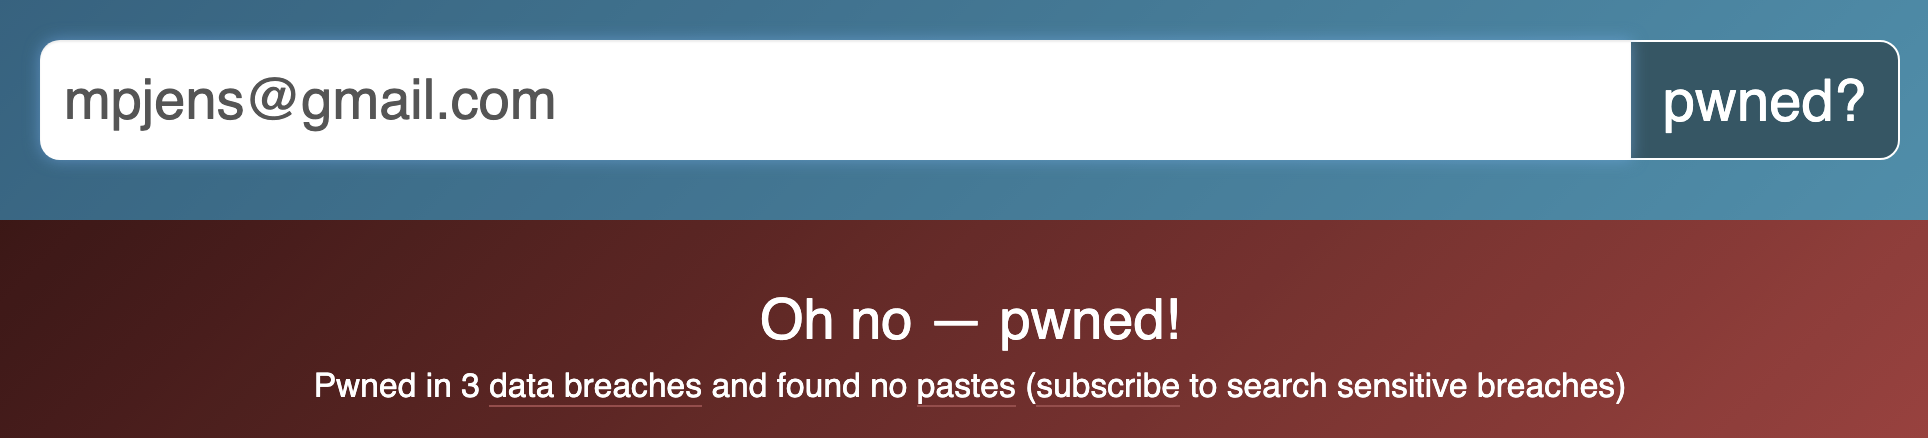 mpjens@gmail.com
pwned?
Oh no — pwned!
Pwned in 3 data breaches and found no pastes (subscribe to search sensitive breaches)